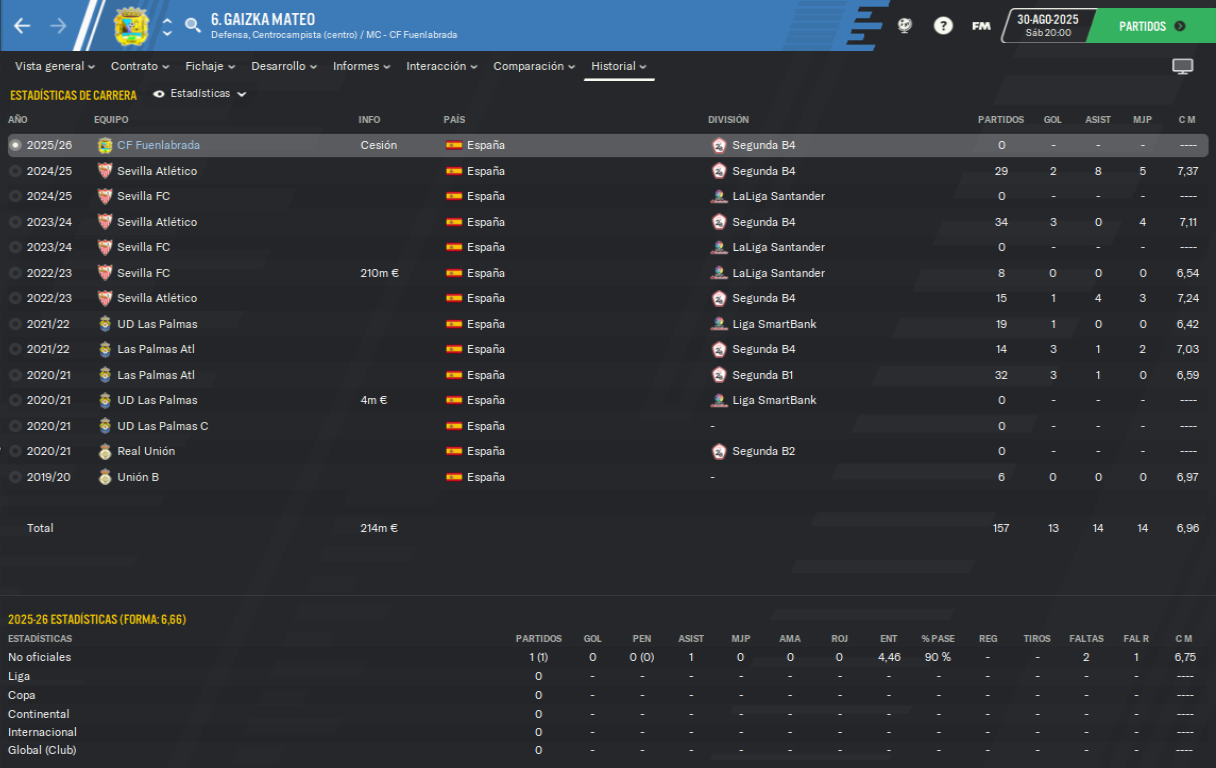 6. GAIZKA MATEO
Defensa, Centrocampista (centro) / MC - CF Fuenlabrada
?
FM
30-AGO-2025
Sáb 20:00
PARTIDOS
Vista general Contrato Fichaje Desarrollo Informes Interacción Comparación Historial
ESTADÍSTICAS DE CARRERA Estadísticas
AÑO EQUIPO INFO PAÍS DIVISIÓN PARTIDOS GOL ASIST MJP C M
2025/26 CF Fuenlabrada Cesión España Segunda B4 0 - - - ----
2024/25 Sevilla Atlético España Segunda B4 29 2 8 5 7,37
2024/25 Sevilla FC España LaLiga Santander 0 - - - ----
2023/24 Sevilla Atlético España Segunda B4 34 3 0 4 7,11
2023/24 Sevilla FC España LaLiga Santander 0 - - - ----
2022/23 Sevilla FC 210m € España LaLiga Santander 8 0 0 0 6,54
2022/23 Sevilla Atlético España Segunda B4 15 1 4 3 7,24
2021/22 UD Las Palmas España Liga SmartBank 19 1 0 0 6,42
2021/22 Las Palmas Atl España Segunda B4 14 3 1 2 7,03
2020/21 Las Palmas Atl España Segunda B1 32 3 1 0 6,59
2020/21 UD Las Palmas 4m € España Liga SmartBank 0 - - - ----
2020/21 UD Las Palmas C España - 0 - - - ----
2020/21 Real Unión España Segunda B2 0 - - - ----
2019/20 Unión B España - 6 0 0 0 6,97
Total 214m € 157 13 14 14 6,96
2025-26 ESTADÍSTICAS (FORMA: 6,66)
ESTADÍSTICAS PARTIDOS GOL PEN ASIST MJP AMA ROJ ENT % PASE REG TIROS FALTAS FAL R C M
No oficiales 1 (1) 0 0 (0) 1 0 0 0 4,46 90 % - - 2 1 6,75
Liga 0 - - - - - - - - - - - - ----
Copa 0 - - - - - - - - - - - - ----
Continental 0 - - - - - - - - - - - - ----
Internacional 0 - - - - - - - - - - - - ----
Global (Club) 0 - - - - - - - - - - - - ----